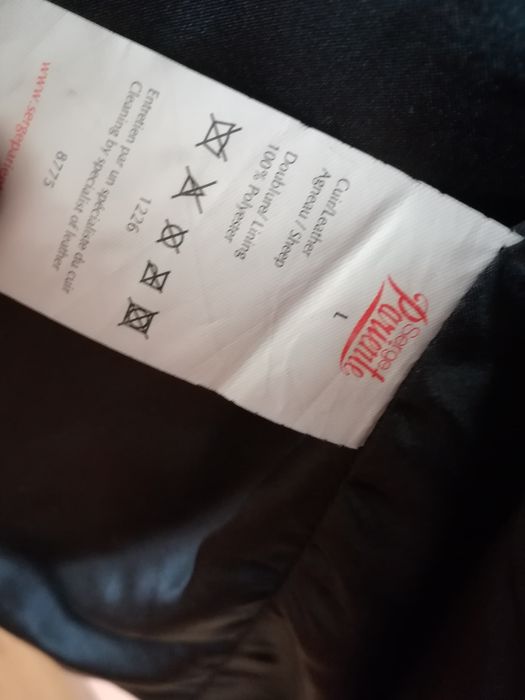 Serge
Pariente
L
Cuir/Leather
Agneau / Sheep
Doublure/ Lining
100% Polyester
1226
Entretien par un spécialiste du cuir
Cleaning by specialist of leather
8775